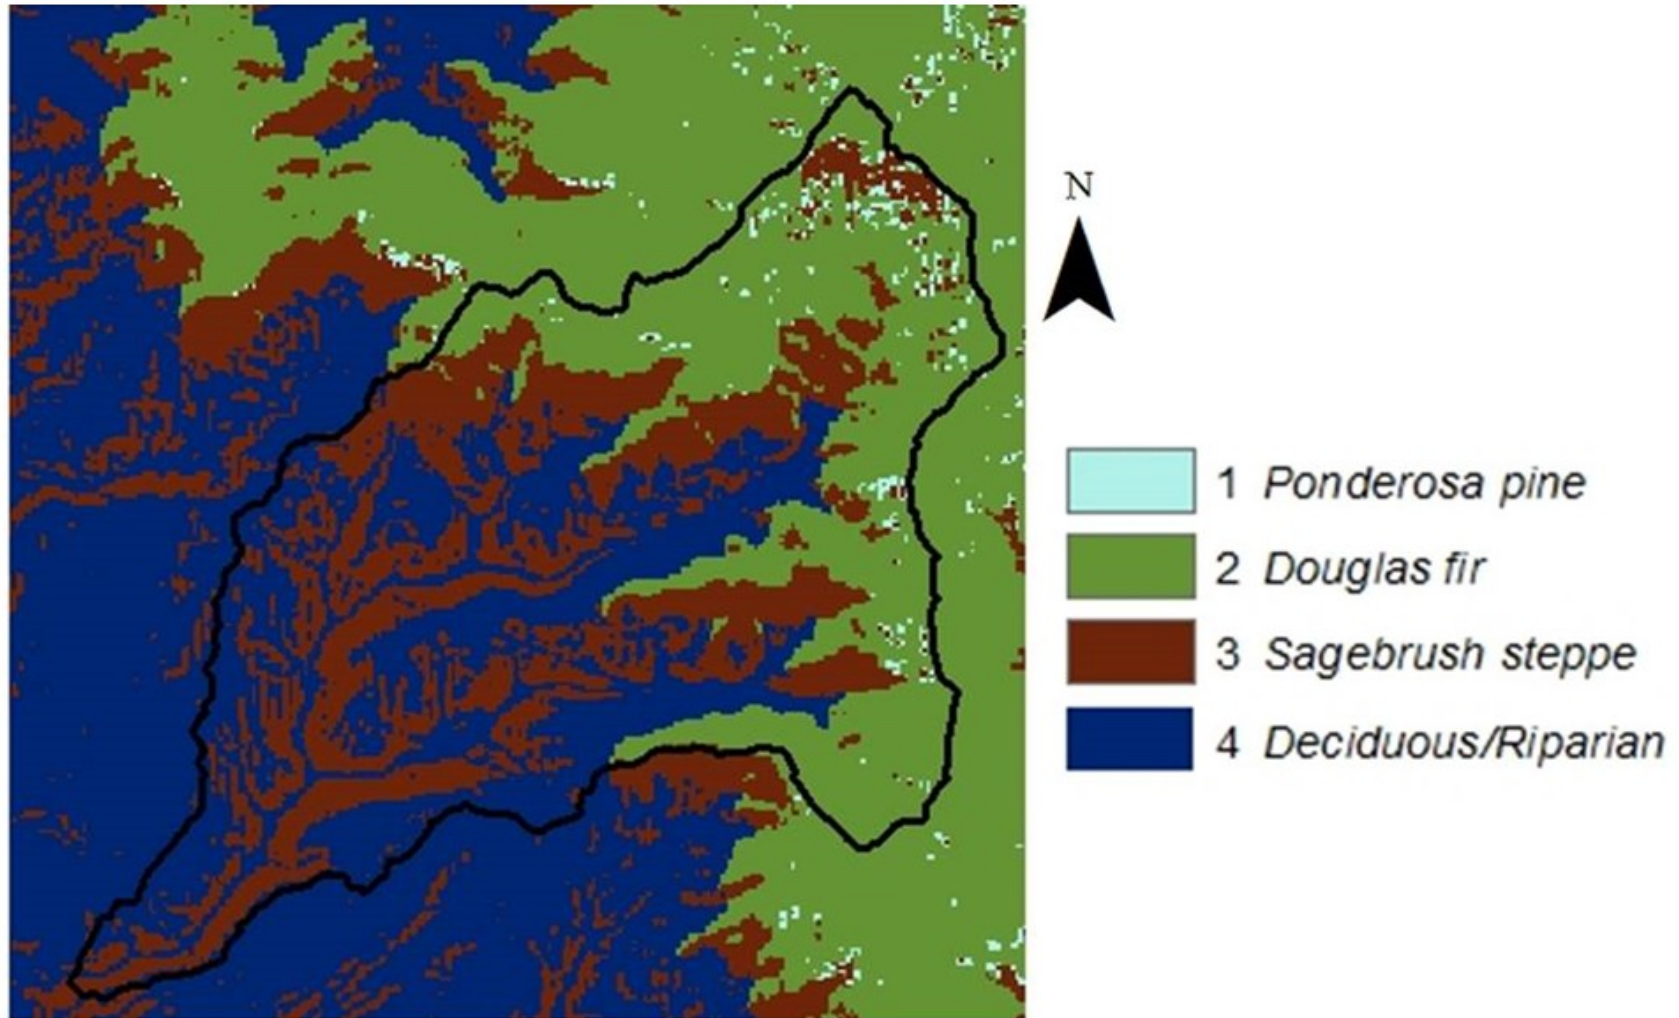 N
1 Ponderosa pine
2 Douglas fir
3 Sagebrush steppe
4 Deciduous/Riparian